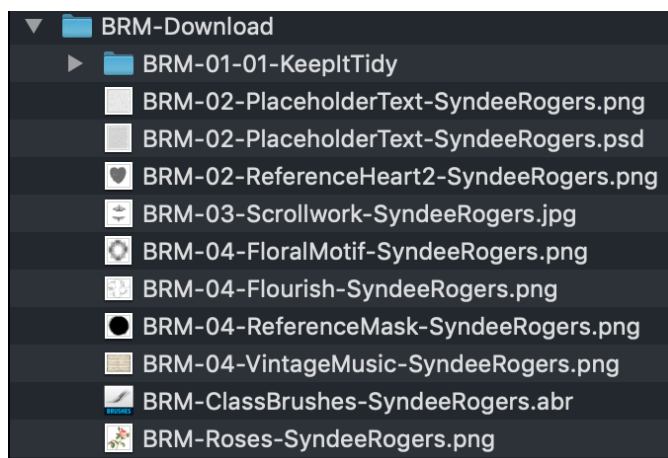 BRM-Download
BRM-01-01-KeepItTidy
BRM-02-PlaceholderText-SyndeeRogers.png
BRM-02-PlaceholderText-SyndeeRogers.psd
BRM-02-ReferenceHeart2-SyndeeRogers.png
BRM-03-Scrollwork-SyndeeRogers.jpg
BRM-04-FloralMotif-SyndeeRogers.png
BRM-04-Flourish-SyndeeRogers.png
BRM-04-ReferenceMask-SyndeeRogers.png
BRM-04-VintageMusic-SyndeeRogers.png
BRUSHES BRM-ClassBrushes-SyndeeRogers.abr
BRM-Roses-SyndeeRogers.png